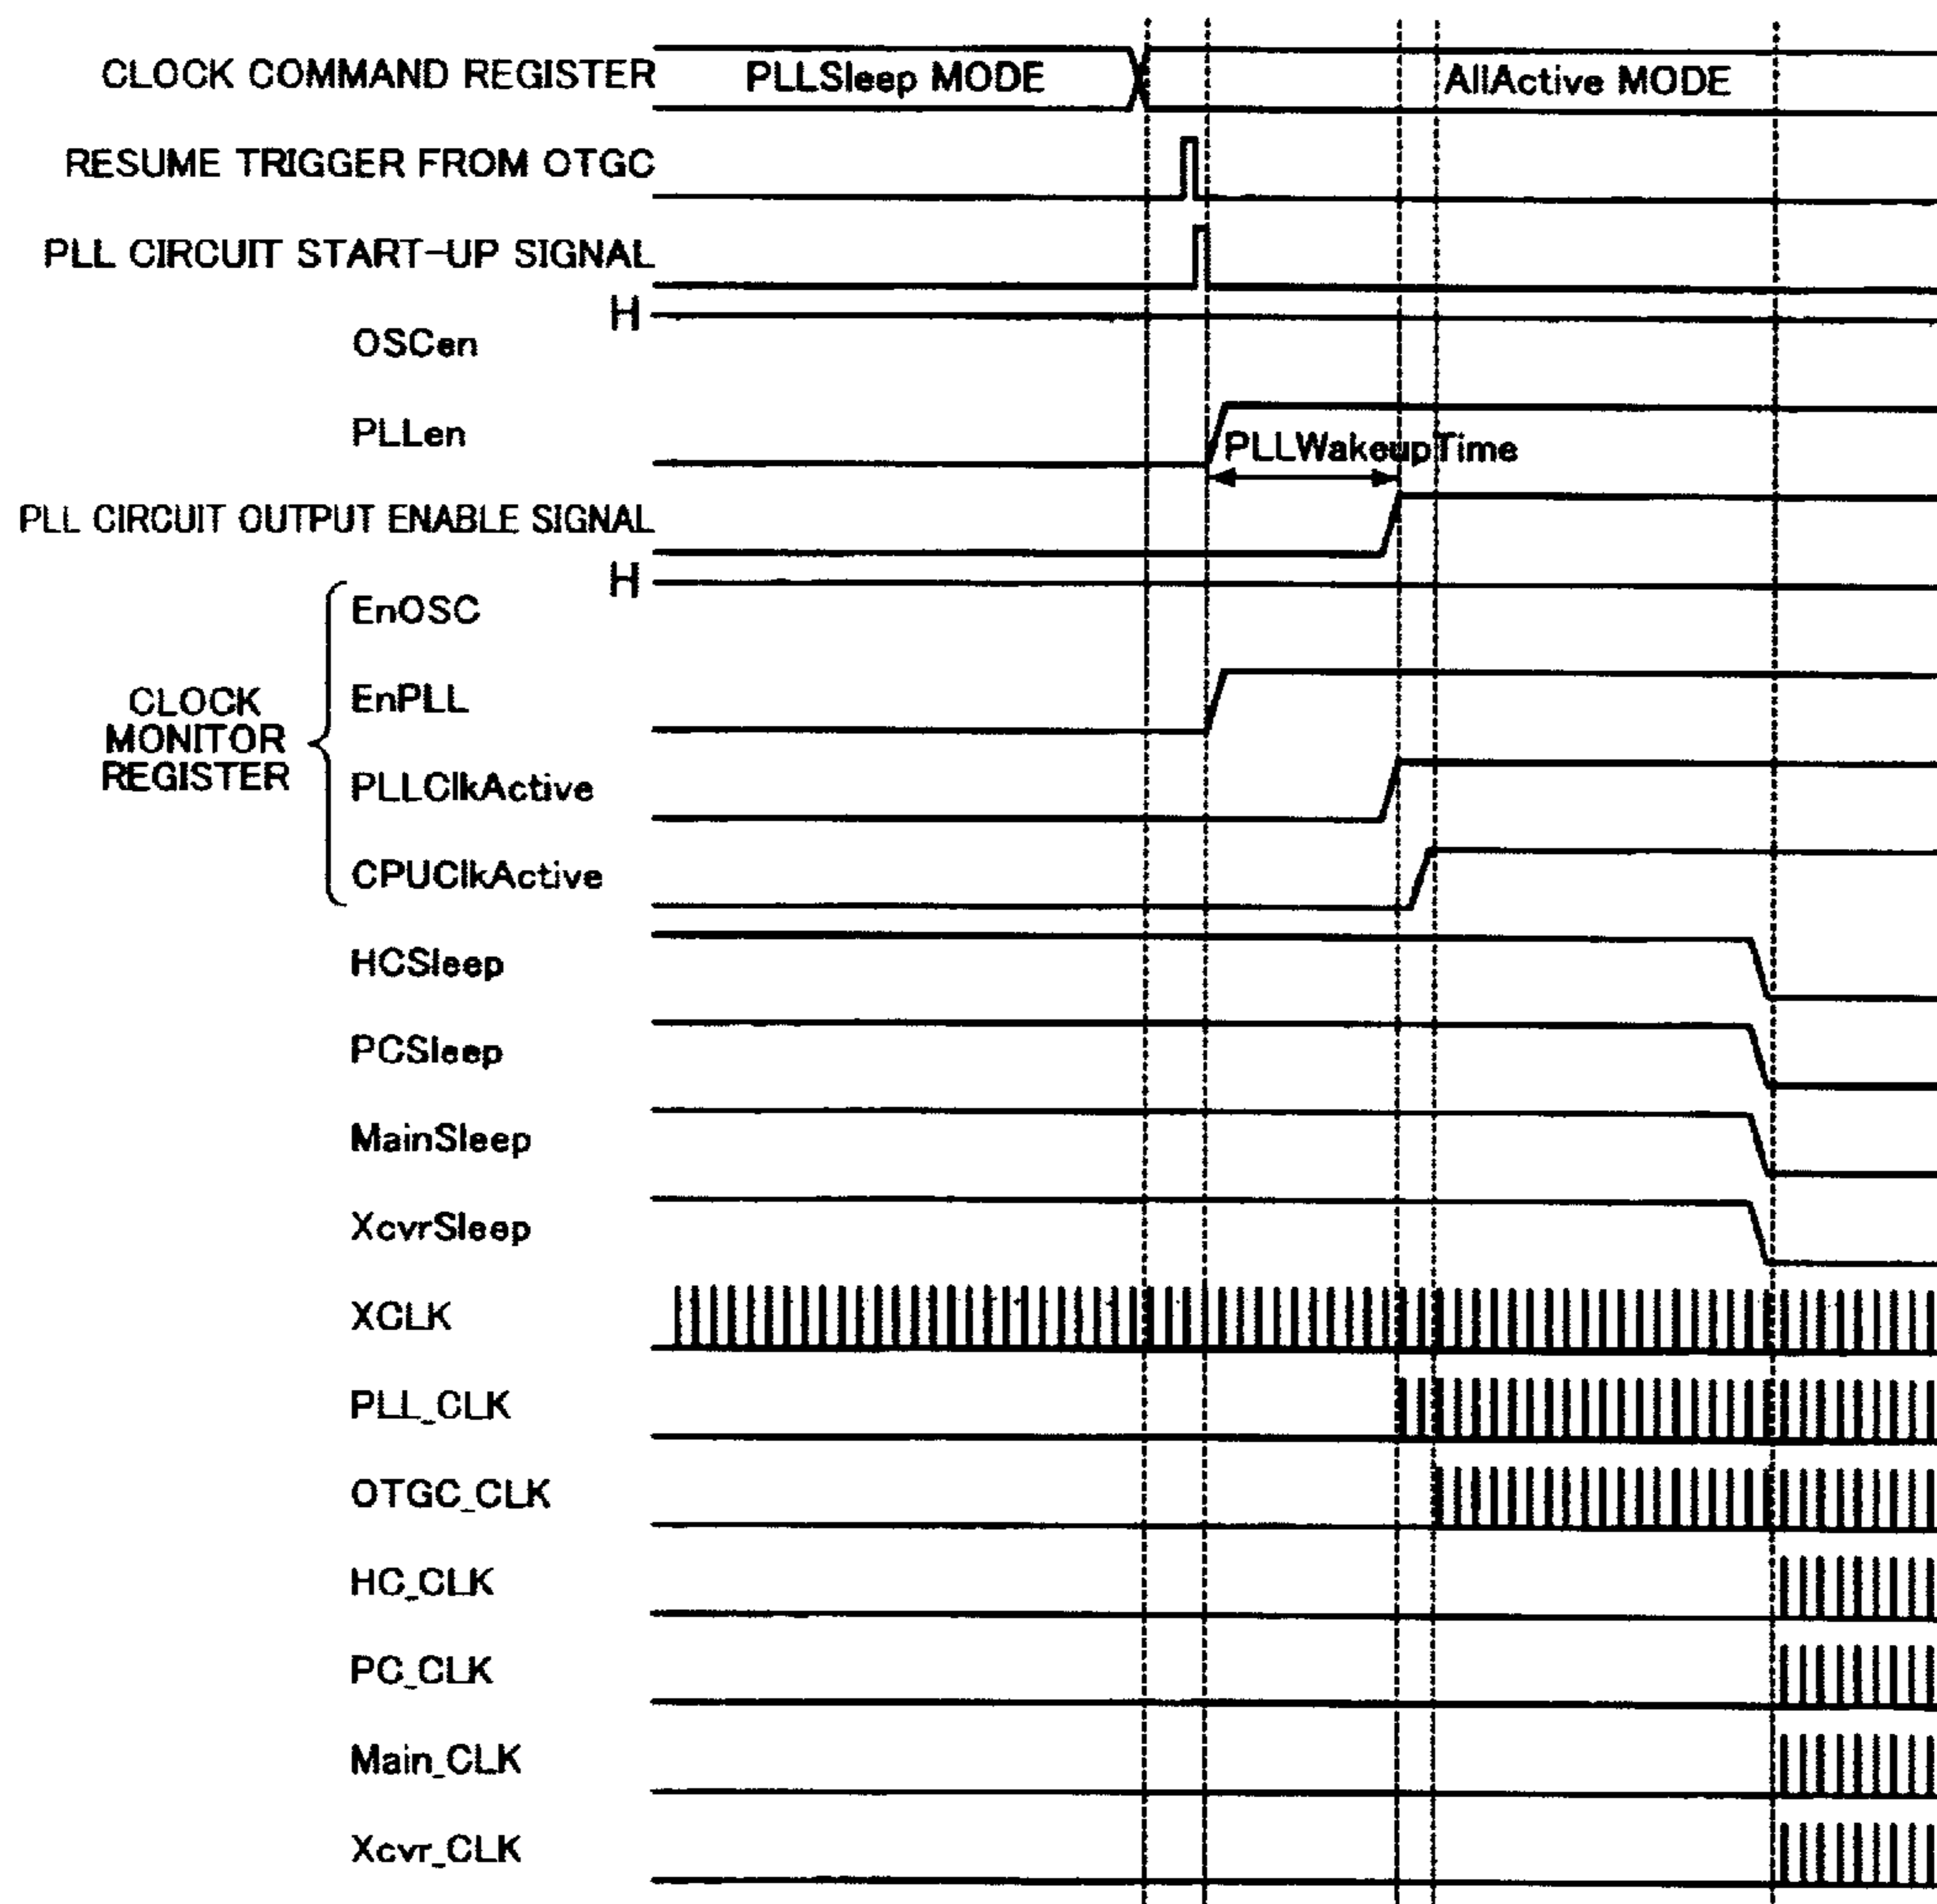 CLOCK COMMAND REGISTER PLLSleep MODE AllActive MODE
RESUME TRIGGER FROM OTGC
PLL CIRCUIT START-UP SIGNAL
H
OSCen
PLLen
PLLWakeupTime
PLL CIRCUIT OUTPUT ENABLE SIGNAL
H
EnOSC
CLOCK
MONITOR
REGISTER
EnPLL
PLLClkActive
CPUClkActive
HCSleep
PCSleep
MainSleep
XcvrSleep
XCLK
PLL_CLK
OTGC_CLK
HC_CLK
PC_CLK
Main_CLK
Xcvr_CLK